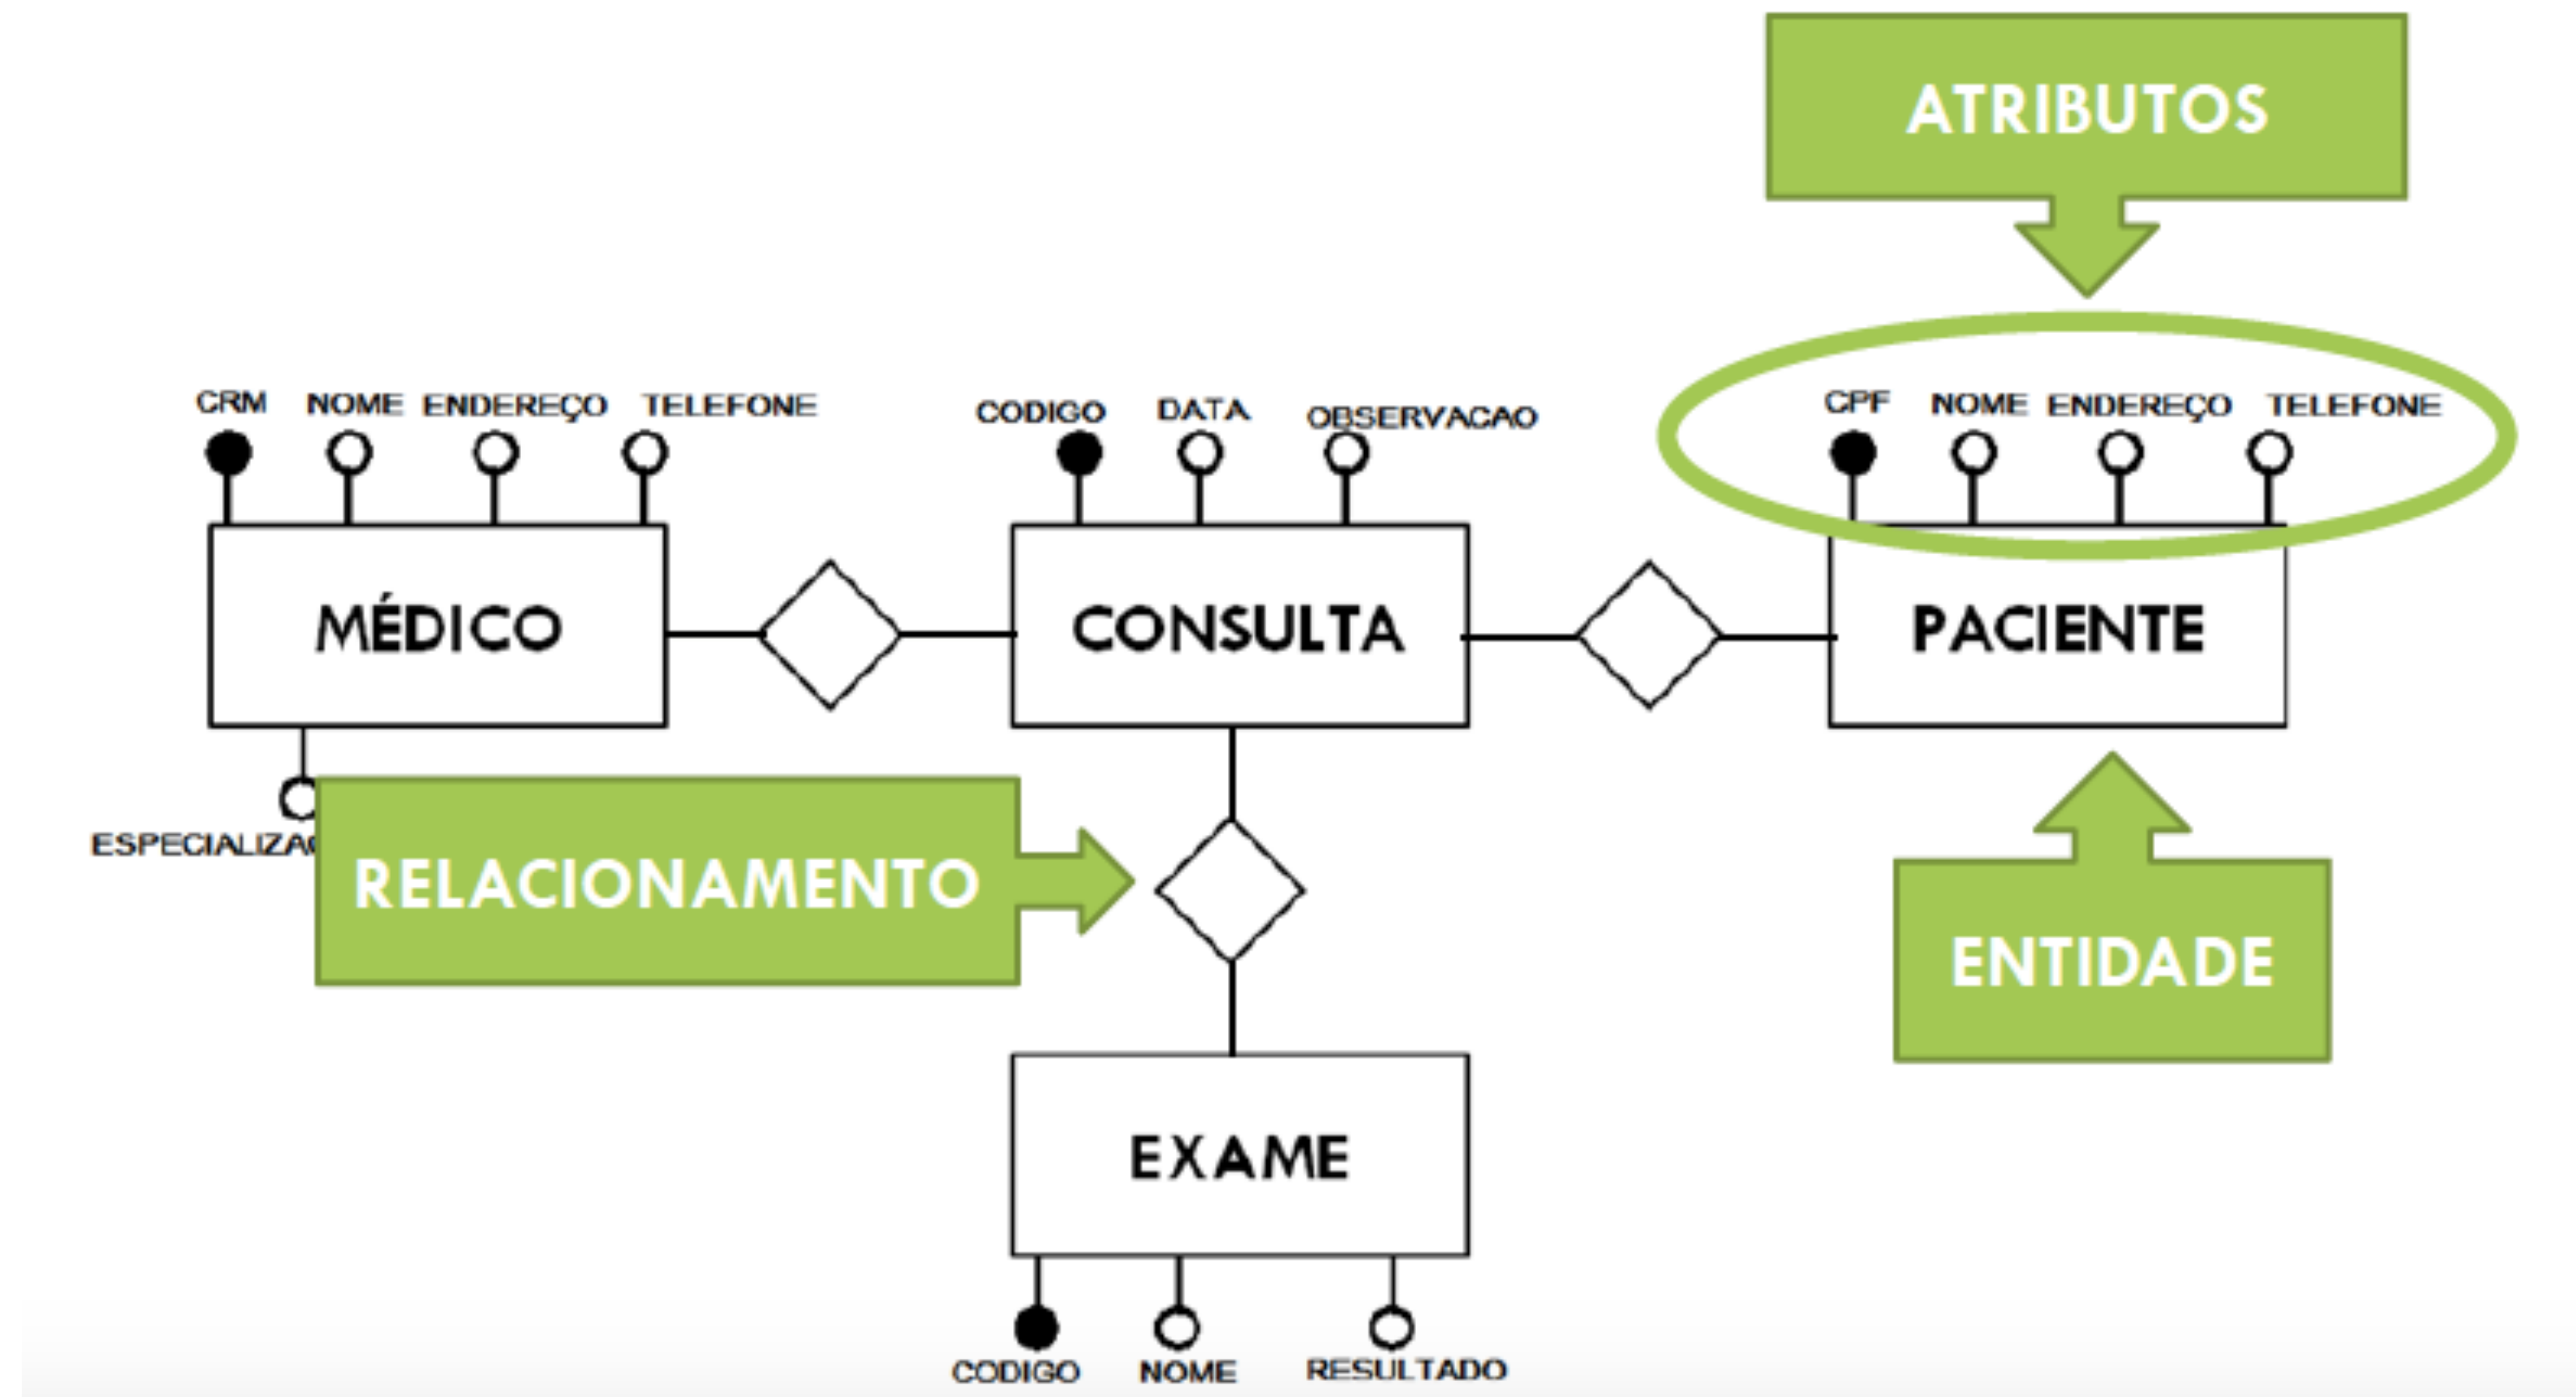 ATRIBUTOS
CRM NOME ENDEREÇO TELEFONE
CODIGO DATA OBSERVACAO
CPF NOME ENDEREÇO TELEFONE
MÉDICO
CONSULTA
PACIENTE
RELACIONAMENTO
ENTIDADE
EXAME
CODIGO NOME RESULTADO